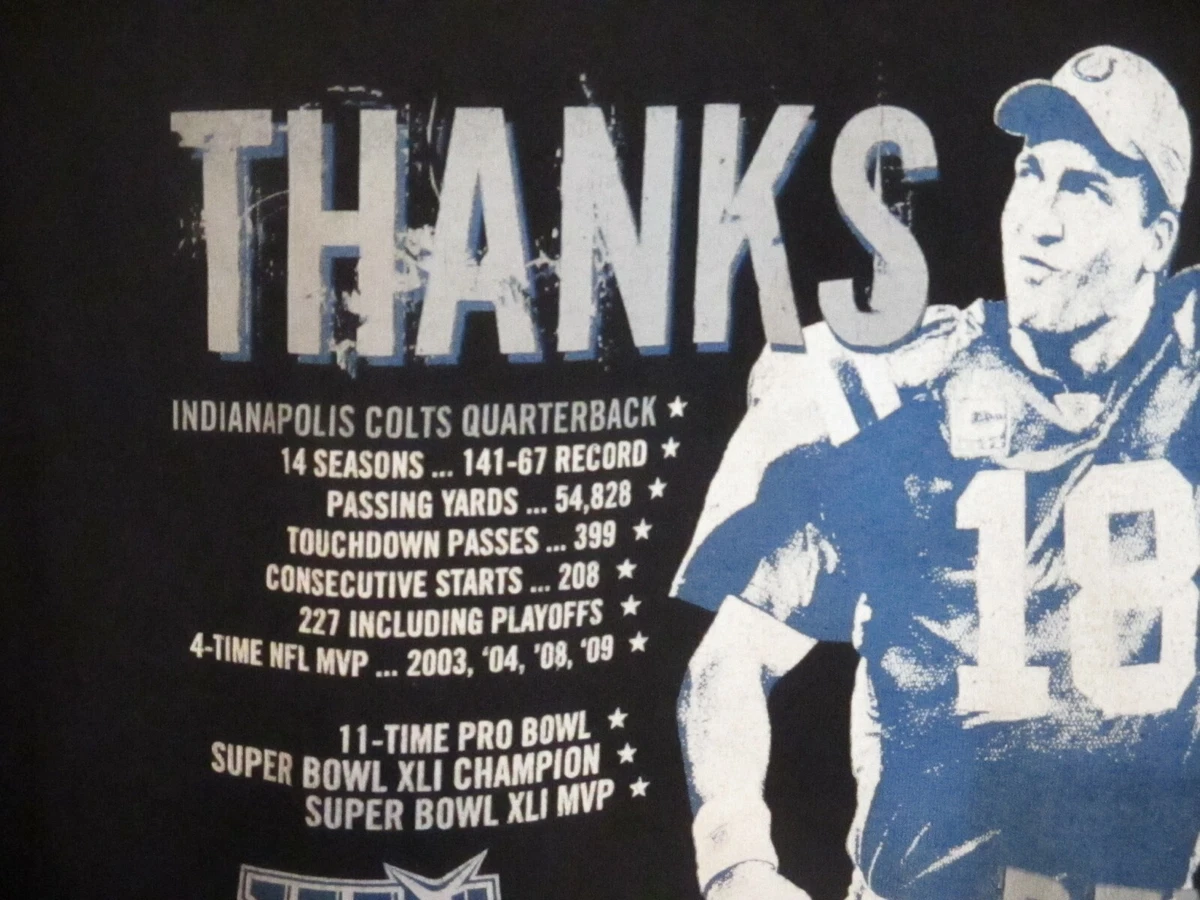 THANKS
INDIANAPOLIS COLTS QUARTERBACK ★
14 SEASONS ... 141-67 RECORD ★
PASSING YARDS ... 54,828 ★
TOUCHDOWN PASSES ... 399 ★
CONSECUTIVE STARTS ... 208 ★
227 INCLUDING PLAYOFFS ★
4-TIME NFL MVP ... 2003, '04, '08, '09 ★
11-TIME PRO BOWL ★
SUPER BOWL XLI CHAMPION ★
SUPER BOWL XLI MVP ★
18